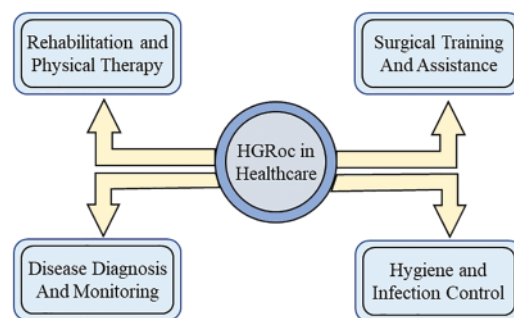 Rehabilitation and
Physical Therapy
Surgical Training
And Assistance
HGRoc in
Healthcare
Disease Diagnosis
And Monitoring
Hygiene and
Infection Control